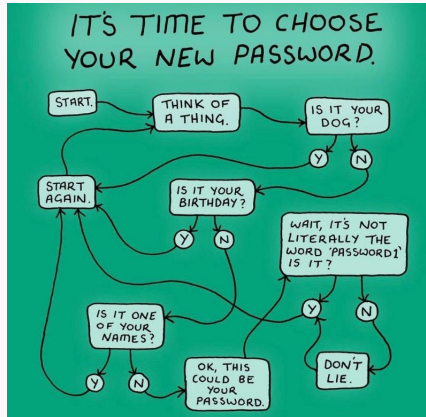 IT'S TIME TO CHOOSE
YOUR NEW PASSWORD.
START.
THINK OF
A THING.
IS IT YOUR
DOG?
Y
N
START
AGAIN.
IS IT YOUR
BIRTHDAY?
Y
N
WAIT, IT'S NOT
LITERALLY THE
WORD 'PASSWORD1'
IS IT?
Y
N
IS IT ONE
OF YOUR
NAMES?
Y
N
OK, THIS
COULD BE
YOUR
PASSWORD.
DON'T
LIE.